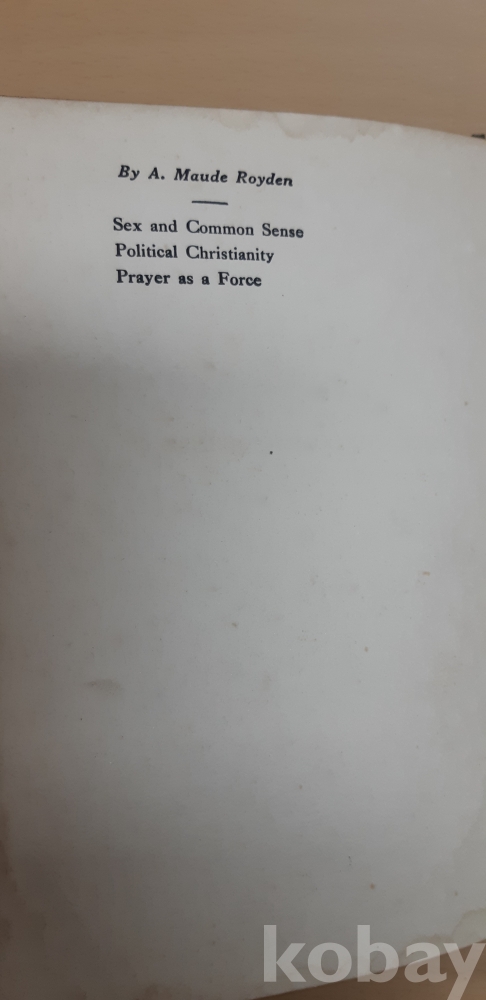 By A. Maude Royden
Sex and Common Sense
Political Christianity
Prayer as a Force
kobay